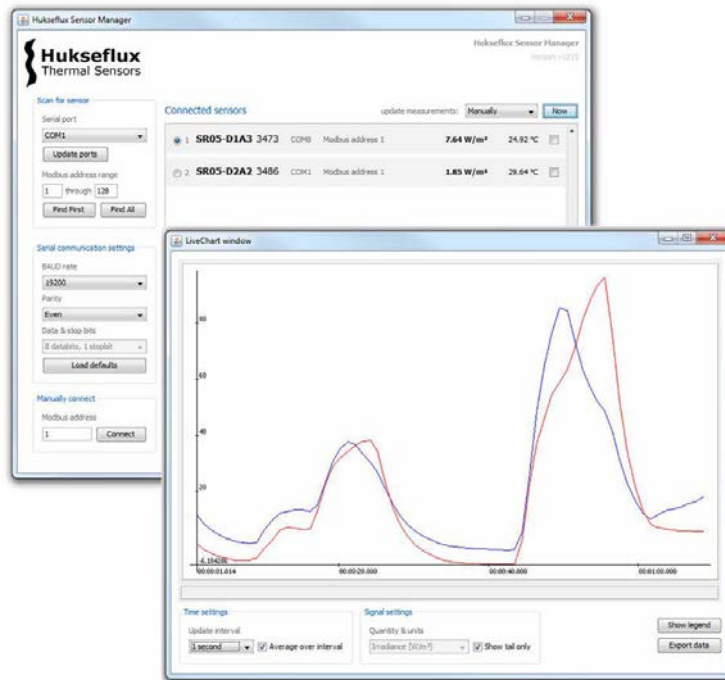 Hukseflux Sensor Manager
Hukseflux Sensor Manager
Hukseflux
Thermal Sensors
Scan for sensor
Serial port
COM1
Update ports
Modbus address range
1 through 128
Find First Find All
Connected sensors
update measurements: Manually Now
1 SR05-D1A3 3473 COM8 Modbus address 1 7.64 W/m² 24.92 °C
2 SR05-D2A2 3486 COM1 Modbus address 1 1.85 W/m² 29.64 °C
Serial communication settings
BAUD rate
19200
Parity
Even
Data & stop bits
8 databits, 1 stopbit
Load defaults
Manually connect
Modbus address
1 Connect
LiveChart window
80
60
40
20
00:00:01.014 00:00:20.000 00:00:40.000 00:01:00.000
Time settings
Update interval
1 second Average over interval
Signal settings
Quantity & units
Irradiance [W/m²] Show tail only
Show legend
Export data